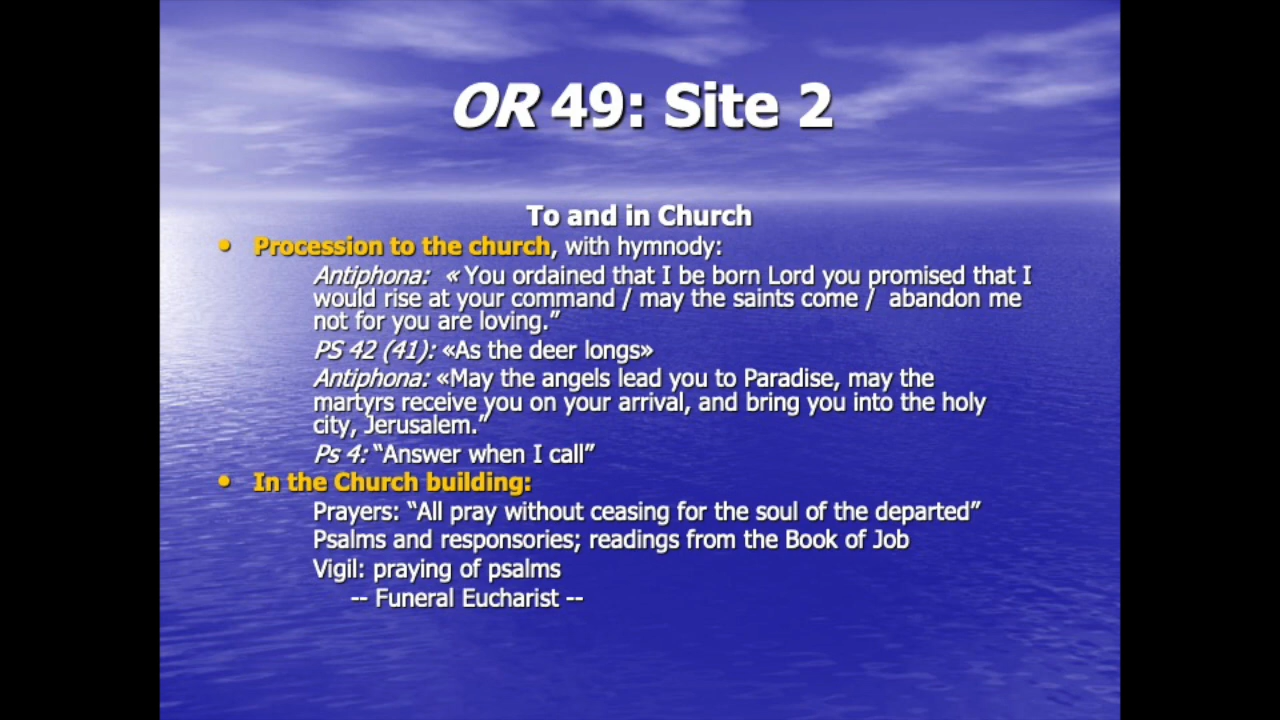 OR 49: Site 2
To and in Church
• Procession to the church, with hymnody:
Antiphona: « You ordained that I be born Lord you promised that I
would rise at your command / may the saints come / abandon me
not for you are loving.”
PS 42 (41): «As the deer longs»
Antiphona: «May the angels lead you to Paradise, may the
martyrs receive you on your arrival, and bring you into the holy
city, Jerusalem.”
Ps 4: “Answer when I call”
• In the Church building:
Prayers: “All pray without ceasing for the soul of the departed”
Psalms and responsories; readings from the Book of Job
Vigil: praying of psalms
-- Funeral Eucharist --